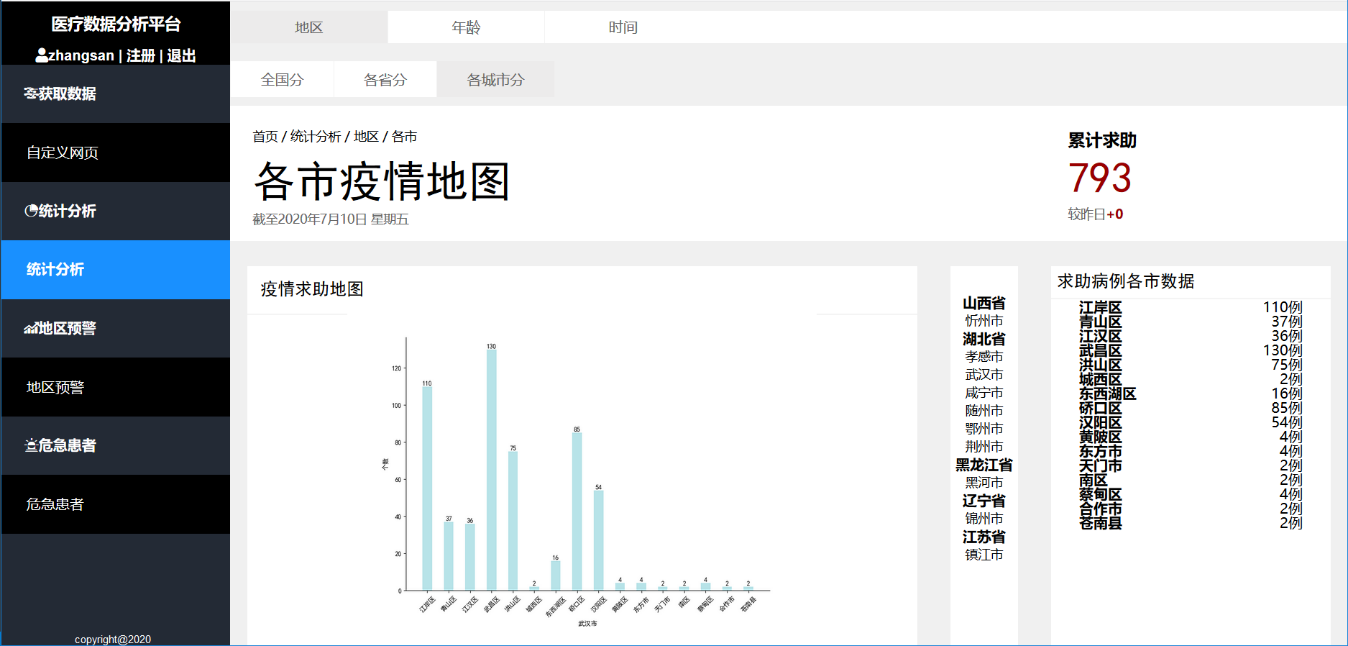 医疗数据分析平台
zhangsan | 注册 | 退出
获取数据
自定义网页
统计分析
统计分析
地区预警
地区预警
危急患者
危急患者
copyright@2020
地区
年龄
时间
全国分
各省分
各城市分
首页 / 统计分析 / 地区 / 各市
各市疫情地图
截至2020年7月10日 星期五
累计求助
793
较昨日+0
疫情求助地图
个数
120
100
80
60
40
20
0
110
37
36
130
75
2
16
85
54
4
4
2
2
4
2
2
江岸区
青山区
江汉区
武昌区
洪山区
城西区
东西湖区
硚口区
汉阳区
黄陂区
东方市
天门市
南区
蔡甸区
合作市
苍南县
武汉市
山西省
忻州市
湖北省
孝感市
武汉市
咸宁市
随州市
鄂州市
荆州市
黑龙江省
黑河市
辽宁省
锦州市
江苏省
镇江市
求助病例各市数据
江岸区 110例
青山区 37例
江汉区 36例
武昌区 130例
洪山区 75例
城西区 2例
东西湖区 16例
硚口区 85例
汉阳区 54例
黄陂区 4例
东方市 4例
天门市 2例
南区 2例
蔡甸区 4例
合作市 2例
苍南县 2例